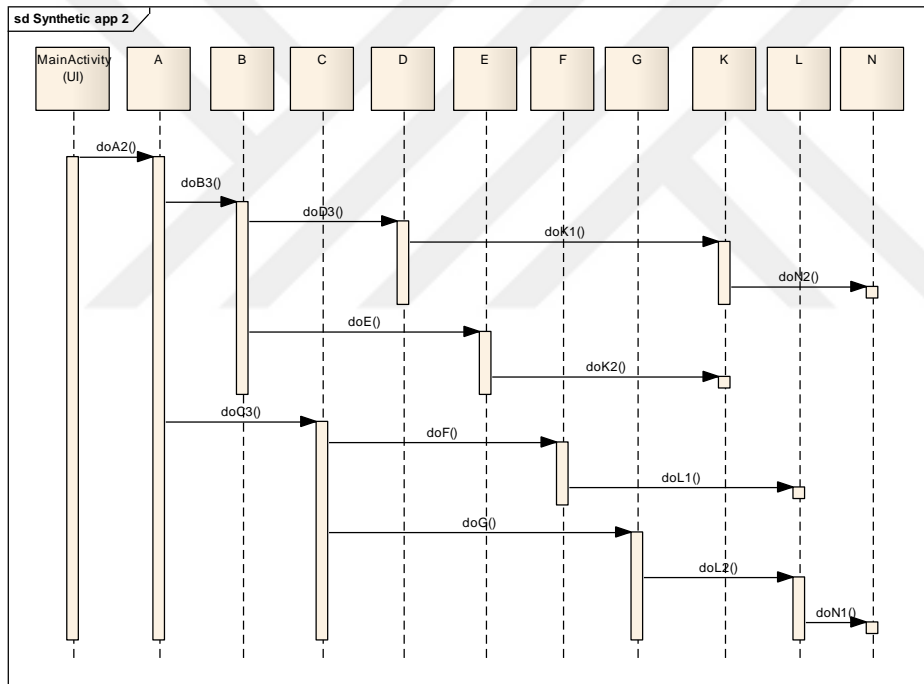 sd Synthetic app 2
MainActivity
(UI)
A
B
C
D
E
F
G
K
L
N
doA2()
doB3()
doD3()
doK1()
doN2()
doE()
doK2()
doC3()
doF()
doL1()
doG()
doL2()
doN1()